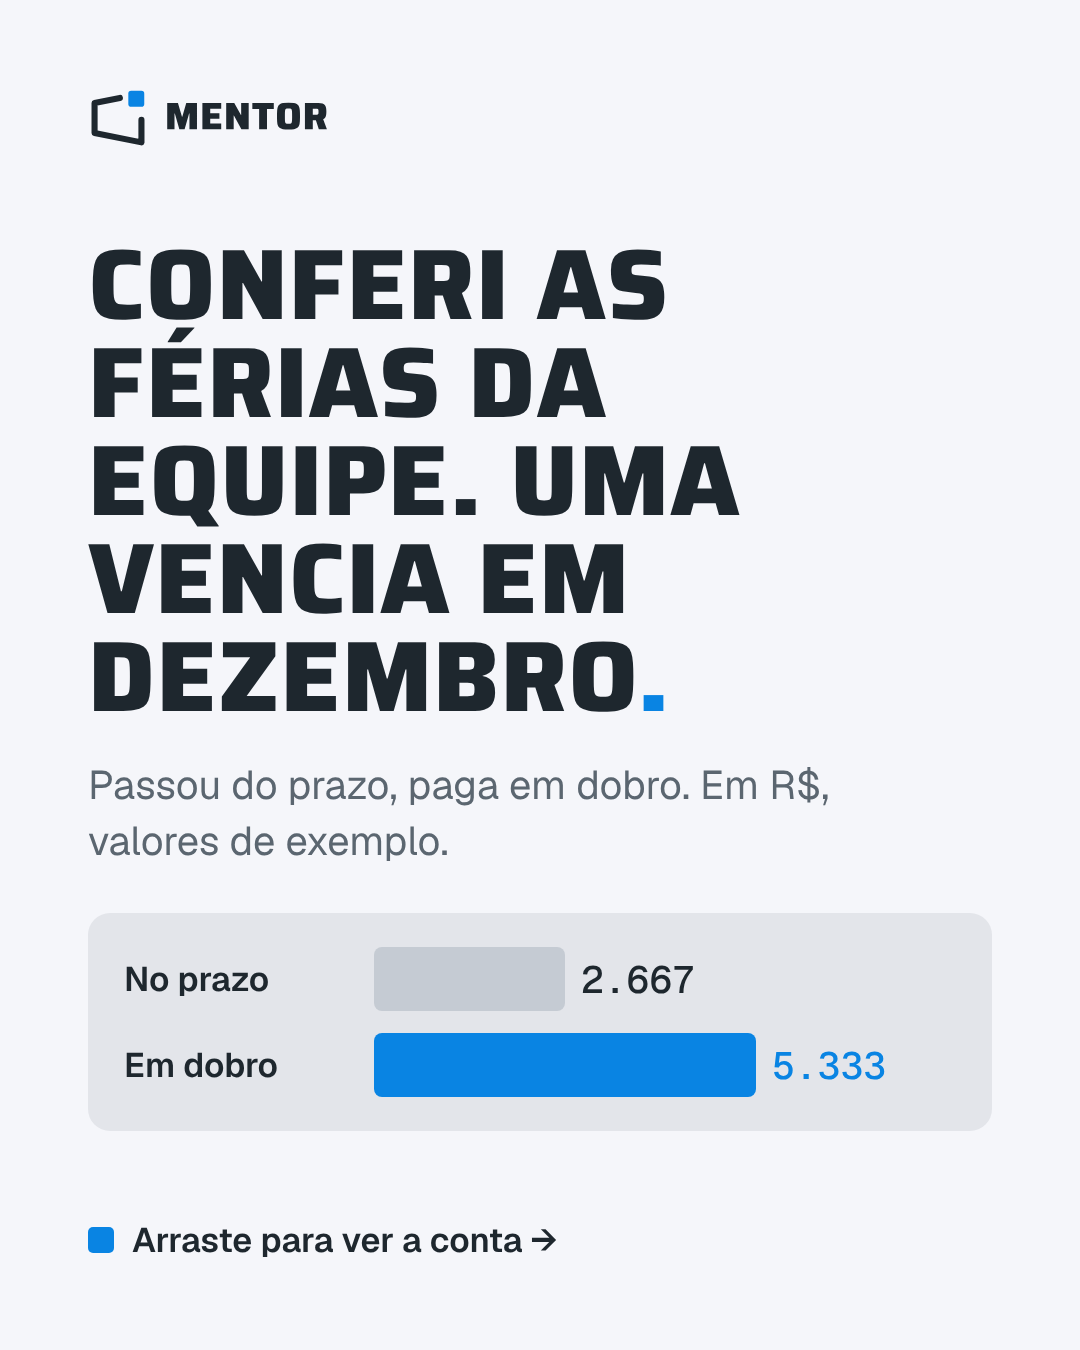 MENTOR
CONFERI AS
FÉRIAS DA
EQUIPE. UMA
VENCIA EM
DEZEMBRO.
Passou do prazo, paga em dobro. Em R$,
valores de exemplo.
No prazo 2.667
Em dobro 5.333
Arraste para ver a conta →